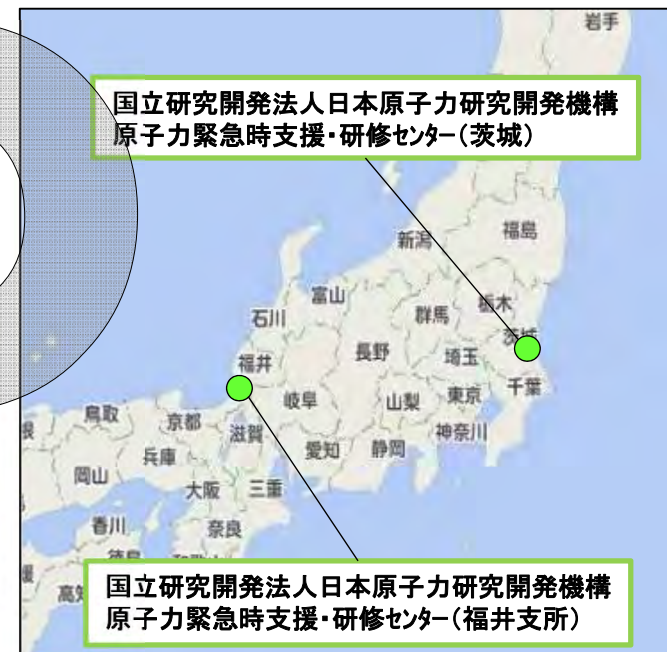 岩手
国立研究開発法人日本原子力研究開発機構
原子力緊急時支援・研修センター（茨城）
福島
新潟
富山
栃木
石川
群馬
茨城
長野
埼玉
福井
千葉
東京
岐阜
山梨
鳥取
京都
滋賀
神奈川
愛知
静岡
兵庫
岡山
大阪
三重
香川
奈良
国立研究開発法人日本原子力研究開発機構
原子力緊急時支援・研修センター（福井支所）